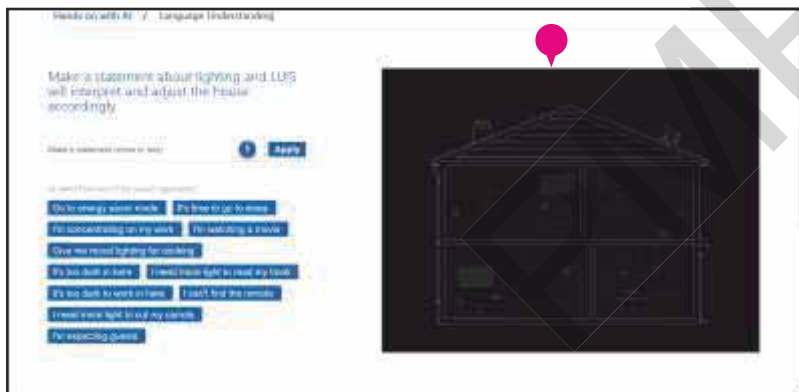 Hands on with AI / Language Understanding
Make a statement about lighting and LUIS
will interpret and adjust the house
accordingly
Apply
Go to energy saver mode It's time to go to sleep
I'm concentrating on my work I'm watching a movie
Give me mood lighting for cooking
It's too dark in here I need more light to read my book
It's too dark to work in here I can't find the remote
I need more light to cut my carrots
I'm expecting guests